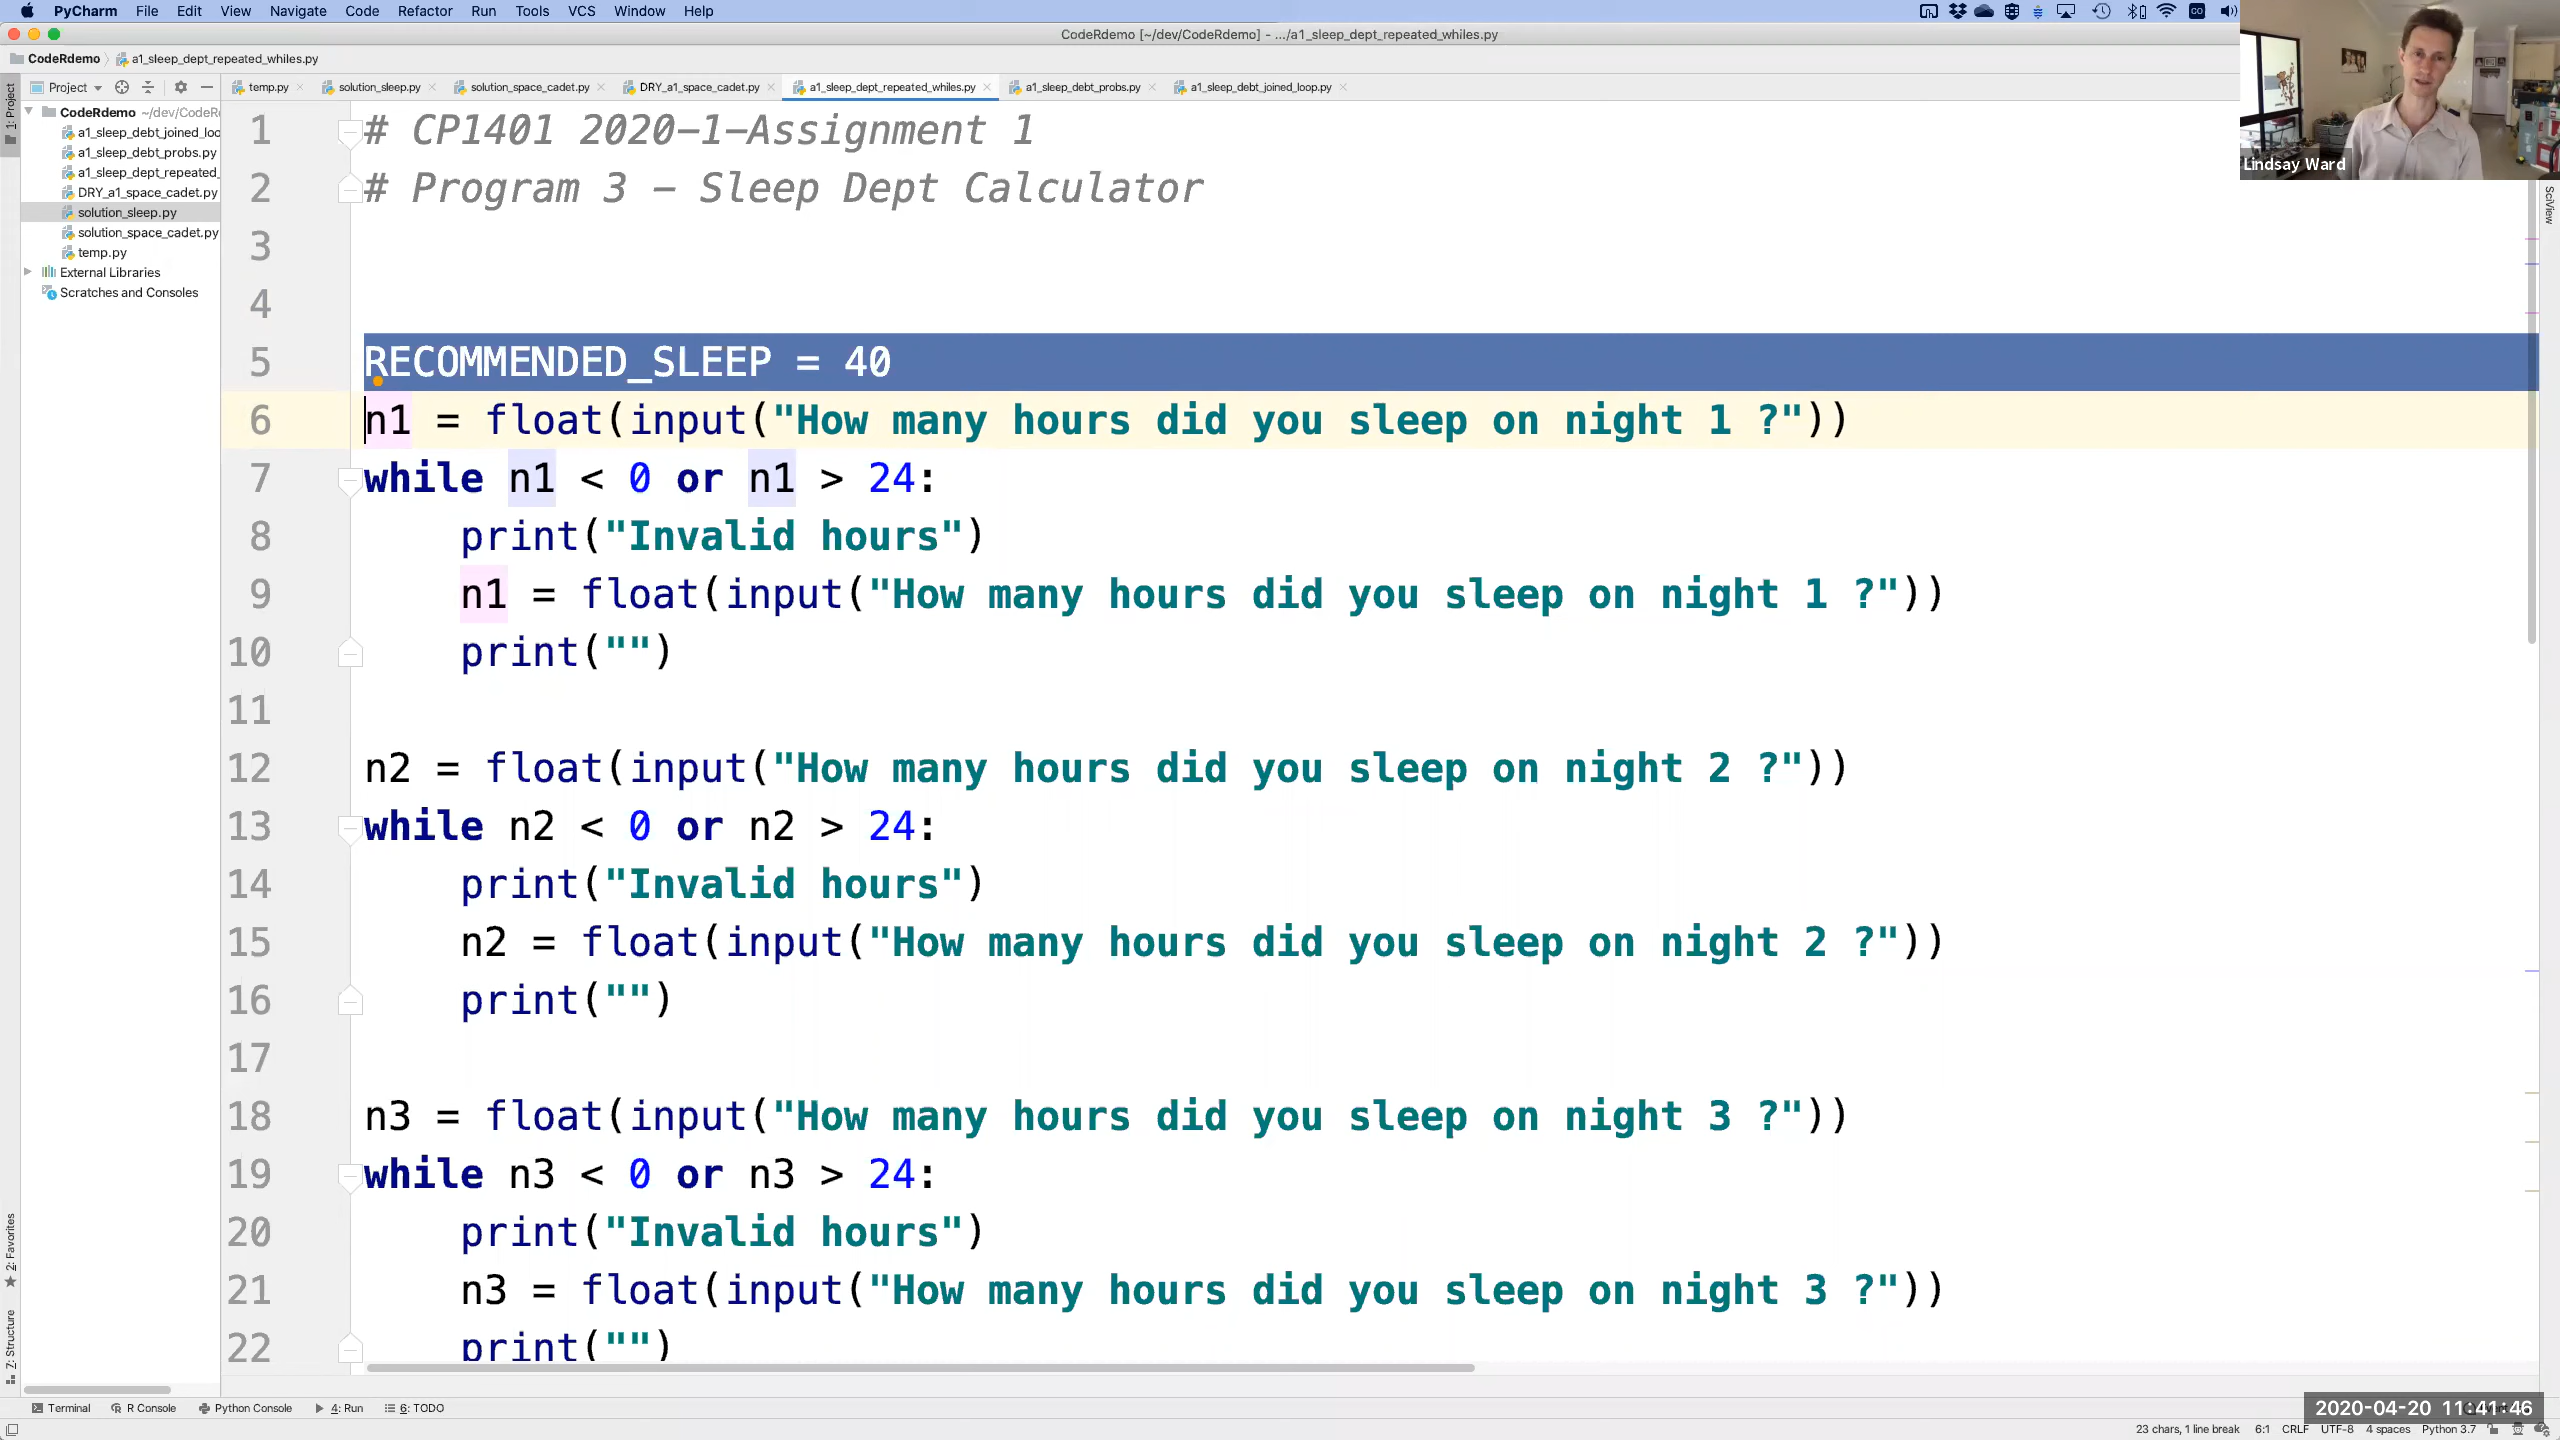 PyCharm File Edit View Navigate Code Refactor Run Tools VCS Window Help
CodeRdemo [~/dev/CodeRdemo] - .../a1_sleep_dept_repeated_whiles.py
CodeRdemo a1_sleep_dept_repeated_whiles.py
Project temp.py solution_sleep.py solution_space_cadet.py DRY_a1_space_cadet.py a1_sleep_dept_repeated_whiles.py a1_sleep_debt_probs.py a1_sleep_debt_joined_loop.py
1: Project
CodeRdemo ~/dev/CodeR
a1_sleep_debt_joined_loo
a1_sleep_debt_probs.py
a1_sleep_dept_repeated_
DRY_a1_space_cadet.py
solution_sleep.py
solution_space_cadet.py
temp.py
External Libraries
Scratches and Consoles
Lindsay Ward
SciView
1 # CP1401 2020-1-Assignment 1
2 # Program 3 - Sleep Dept Calculator
3
4
5 RECOMMENDED_SLEEP = 40
6 n1 = float(input("How many hours did you sleep on night 1 ?"))
7 while n1 < 0 or n1 > 24:
8 print("Invalid hours")
9 n1 = float(input("How many hours did you sleep on night 1 ?"))
10 print("")
11
12 n2 = float(input("How many hours did you sleep on night 2 ?"))
13 while n2 < 0 or n2 > 24:
14 print("Invalid hours")
15 n2 = float(input("How many hours did you sleep on night 2 ?"))
16 print("")
17
18 n3 = float(input("How many hours did you sleep on night 3 ?"))
19 while n3 < 0 or n3 > 24:
20 print("Invalid hours")
21 n3 = float(input("How many hours did you sleep on night 3 ?"))
22 print("")
2: Favorites
Z: Structure
Terminal R Console Python Console 4: Run 6: TODO
2020-04-20 11:41:46
23 chars, 1 line break 6:1 CRLF UTF-8 4 spaces Python 3.7